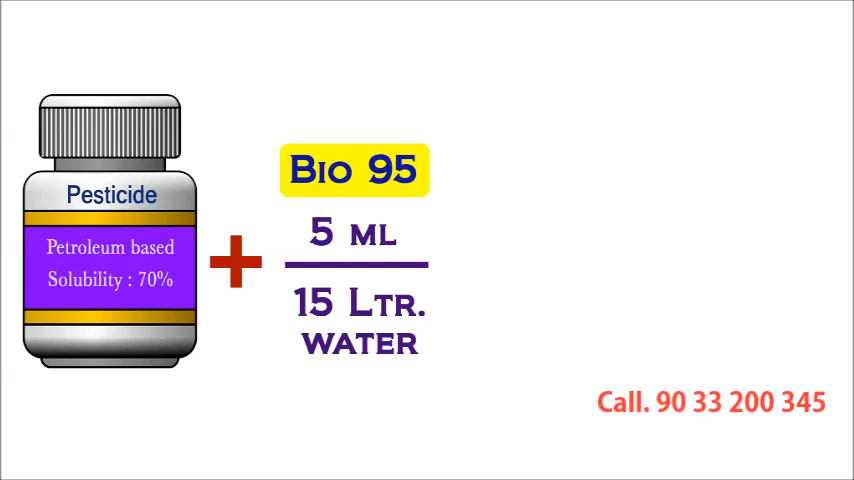 Pesticide
Petroleum based
Solubility : 70%
+
Bio 95
5 ml
15 Ltr.
water
Call. 90 33 200 345